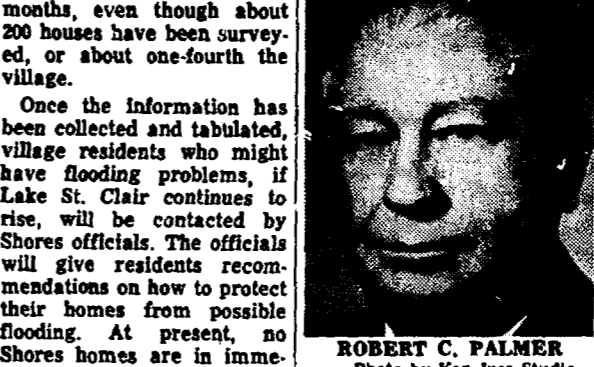 months, even though about
200 houses have been survey-
ed, or about one-fourth the
village.
Once the information has
been collected and tabulated,
village residents who might
have flooding problems, if
Lake St. Clair continues to
rise, will be contacted by
Shores officials. The officials
will give residents recom-
mendations on how to protect
their homes from possible
flooding. At present, no
Shores homes are in imme-
ROBERT C. PALMER
Photo by Studio